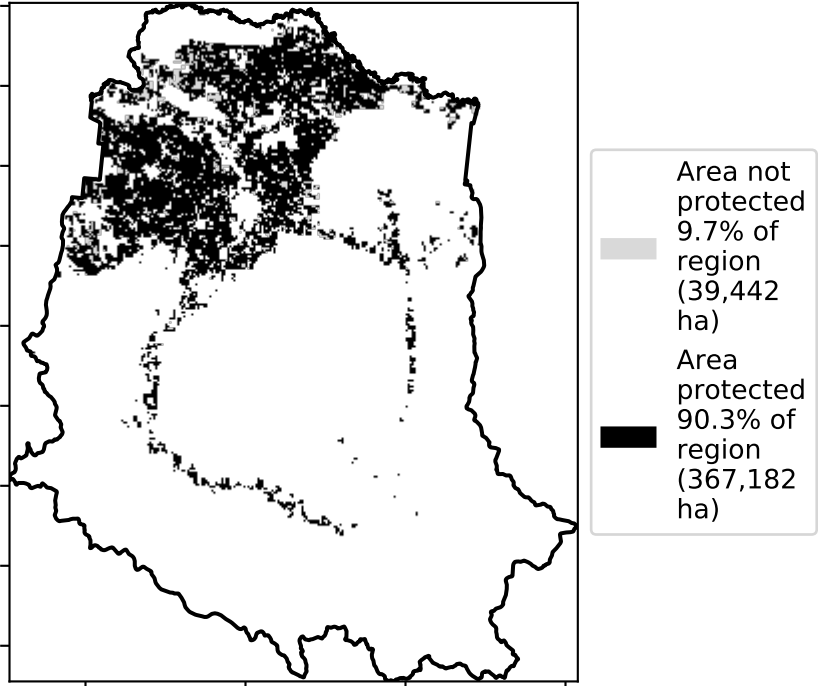 Area not
protected
9.7% of
region
(39,442
ha)
Area
protected
90.3% of
region
(367,182
ha)